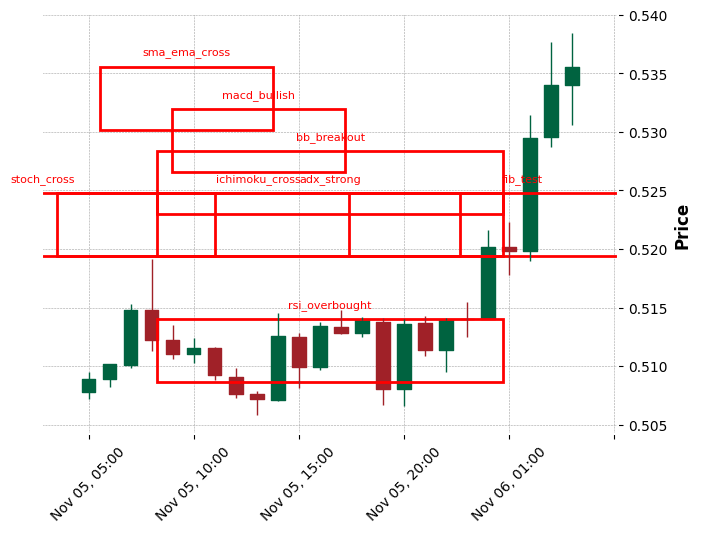 0.540
sma_ema_cross
0.535
macd_bullish
0.530
bb_breakout
stoch_cross
ichimoku_cross
adx_strong
fib_test
0.525
Price
0.520
rsi_overbought
0.515
0.510
0.505
Nov 05, 05:00
Nov 05, 10:00
Nov 05, 15:00
Nov 05, 20:00
Nov 06, 01:00